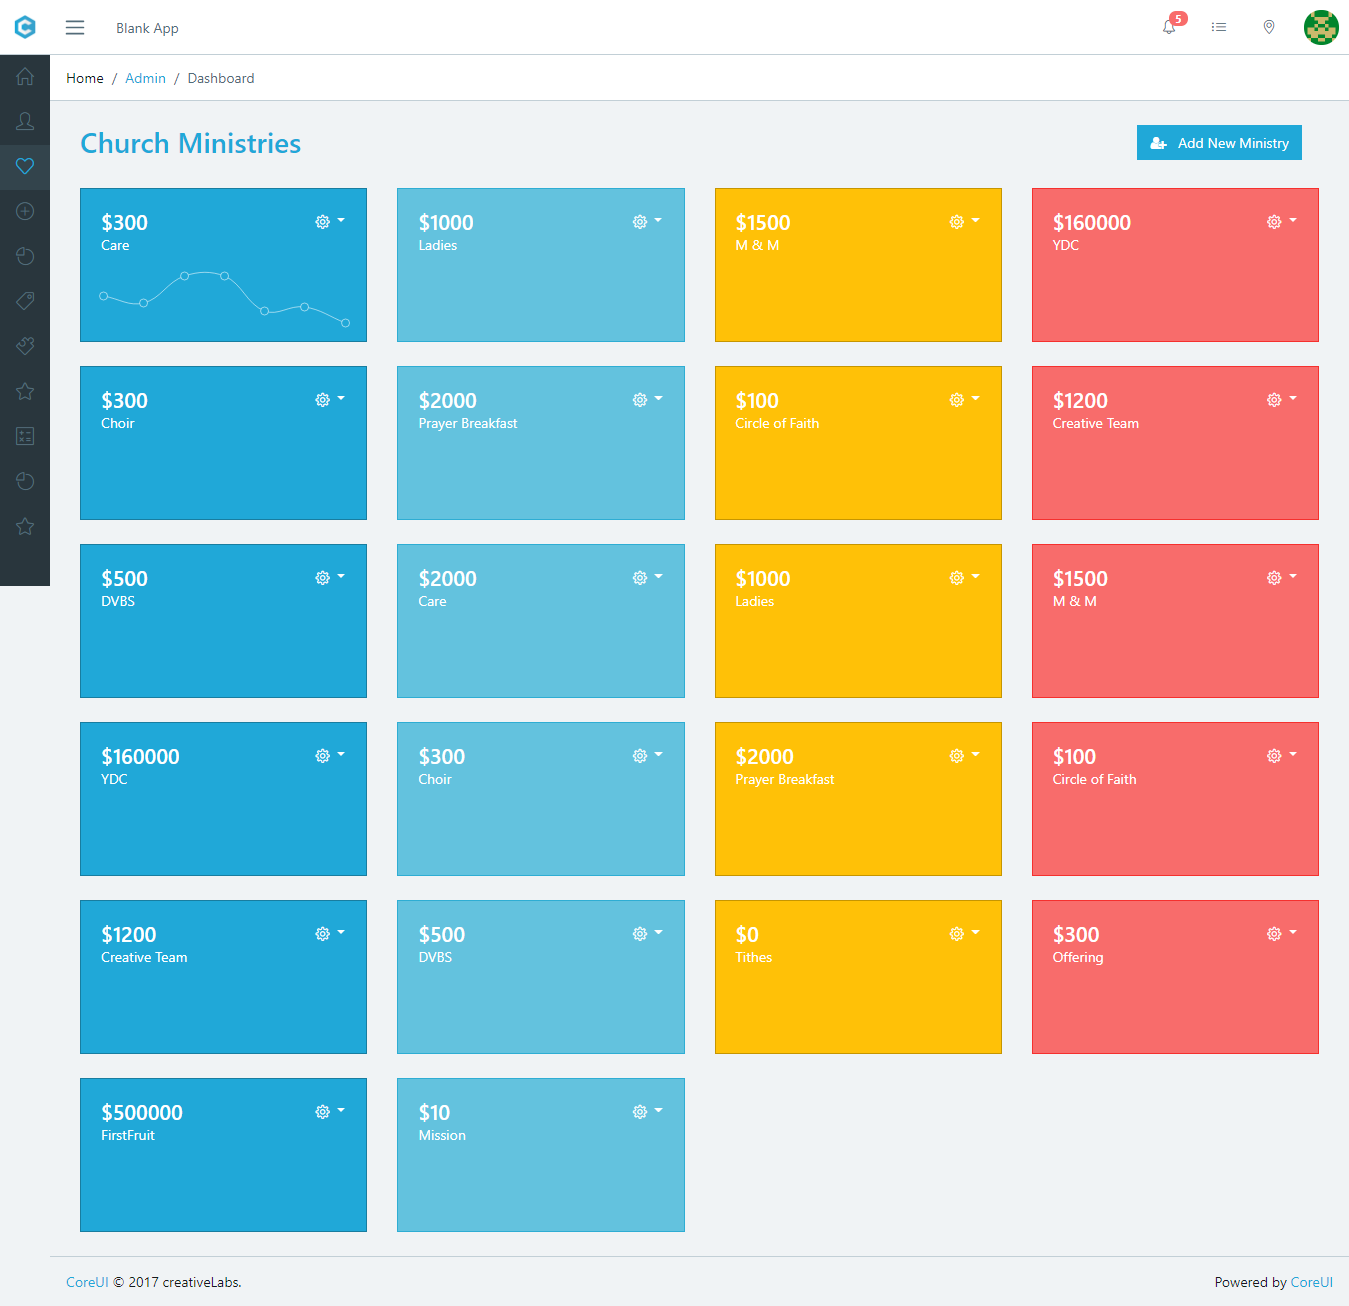 Blank App
5
Home / Admin / Dashboard
Church Ministries
Add New Ministry
$300
Care
$1000
Ladies
$1500
M & M
$160000
YDC
$300
Choir
$2000
Prayer Breakfast
$100
Circle of Faith
$1200
Creative Team
$500
DVBS
$2000
Care
$1000
Ladies
$1500
M & M
$160000
YDC
$300
Choir
$2000
Prayer Breakfast
$100
Circle of Faith
$1200
Creative Team
$500
DVBS
$0
Tithes
$300
Offering
$500000
FirstFruit
$10
Mission
CoreUI © 2017 creativeLabs.
Powered by CoreUI